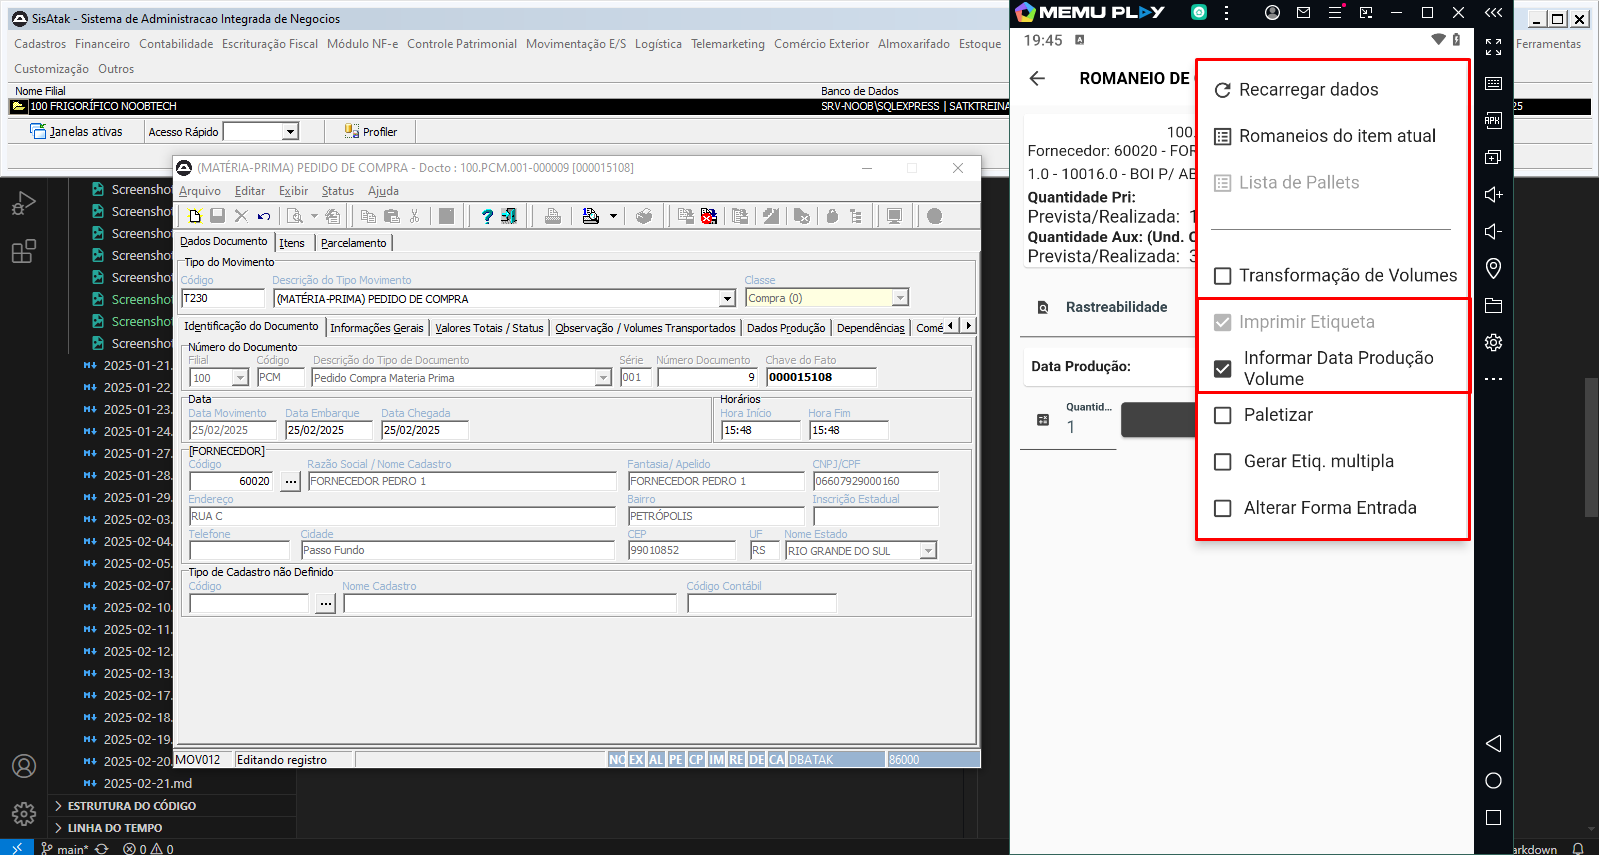 SisAtak - Sistema de Administracao Integrada de Negocios
Cadastros Financeiro Contabilidade Escrituração Fiscal Módulo NF-e Controle Patrimonial Movimentação E/S Logística Telemarketing Comércio Exterior Almoxarifado Estoque
Ferramentas
Customização Outros
Nome Filial
Banco de Dados
100 FRIGORÍFICO NOOBTECH
SRV-NOOB\SQLEXPRESS | SATKTREINA
25
Janelas ativas
Acesso Rápido
Profiler
Screenshot
Screenshot
Screenshot
Screenshot
Screenshot
Screenshot
Screenshot
Screenshot
2025-01-21.
2025-01-22.
2025-01-23.
2025-01-24.
2025-01-27.
2025-01-28.
2025-01-29.
2025-02-03.
2025-02-04.
2025-02-05.
2025-02-07.
2025-02-10.
2025-02-11.
2025-02-12.
2025-02-13.
2025-02-17.
2025-02-18.
2025-02-19.
2025-02-20.
2025-02-21.md
ESTRUTURA DO CÓDIGO
LINHA DO TEMPO
main*
0
0
(MATÉRIA-PRIMA) PEDIDO DE COMPRA - Docto : 100.PCM.001-000009 [000015108]
Arquivo Editar Exibir Status Ajuda
Dados Documento Itens Parcelamento
Tipo do Movimento
Código
Descrição do Tipo Movimento
Classe
T230
(MATÉRIA-PRIMA) PEDIDO DE COMPRA
Compra (0)
Identificação do Documento Informações Gerais Valores Totais / Status Observação / Volumes Transportados Dados Produção Dependências Comé
Número do Documento
Filial Código Descrição do Tipo de Documento Série Número Documento Chave do Fato
100 PCM Pedido Compra Materia Prima 001 9 000015108
Data
Data Movimento Data Embarque Data Chegada
25/02/2025 25/02/2025 25/02/2025
Horários
Hora Início Hora Fim
15:48 15:48
[FORNECEDOR]
Código Razão Social / Nome Cadastro Fantasia/ Apelido CNPJ/CPF
60020 ... FORNECEDOR PEDRO 1 FORNECEDOR PEDRO 1 06607929000160
Endereço Bairro Inscrição Estadual
RUA C PETRÓPOLIS
Telefone Cidade CEP UF Nome Estado
Passo Fundo 99010852 RS RIO GRANDE DO SUL
Tipo de Cadastro não Definido
Código Nome Cadastro Código Contábil
...
MOV012 Editando registro NO EX AL PE CP IM RE DE CA DBATAK 86000
MEMU PLAY
19:45
A
ROMANEIO DE
100.
Fornecedor: 60020 - FOR
1.0 - 10016.0 - BOI P/ AB
Quantidade Pri:
Prevista/Realizada: 1
Quantidade Aux: (Und. C
Prevista/Realizada: 3
Rastreabilidade
Data Produção:
Quantid...
1
Recarregar dados
Romaneios do item atual
Lista de Pallets
Transformação de Volumes
Imprimir Etiqueta
Informar Data Produção
Volume
Paletizar
Gerar Etiq. multipla
Alterar Forma Entrada
APK
arkdown